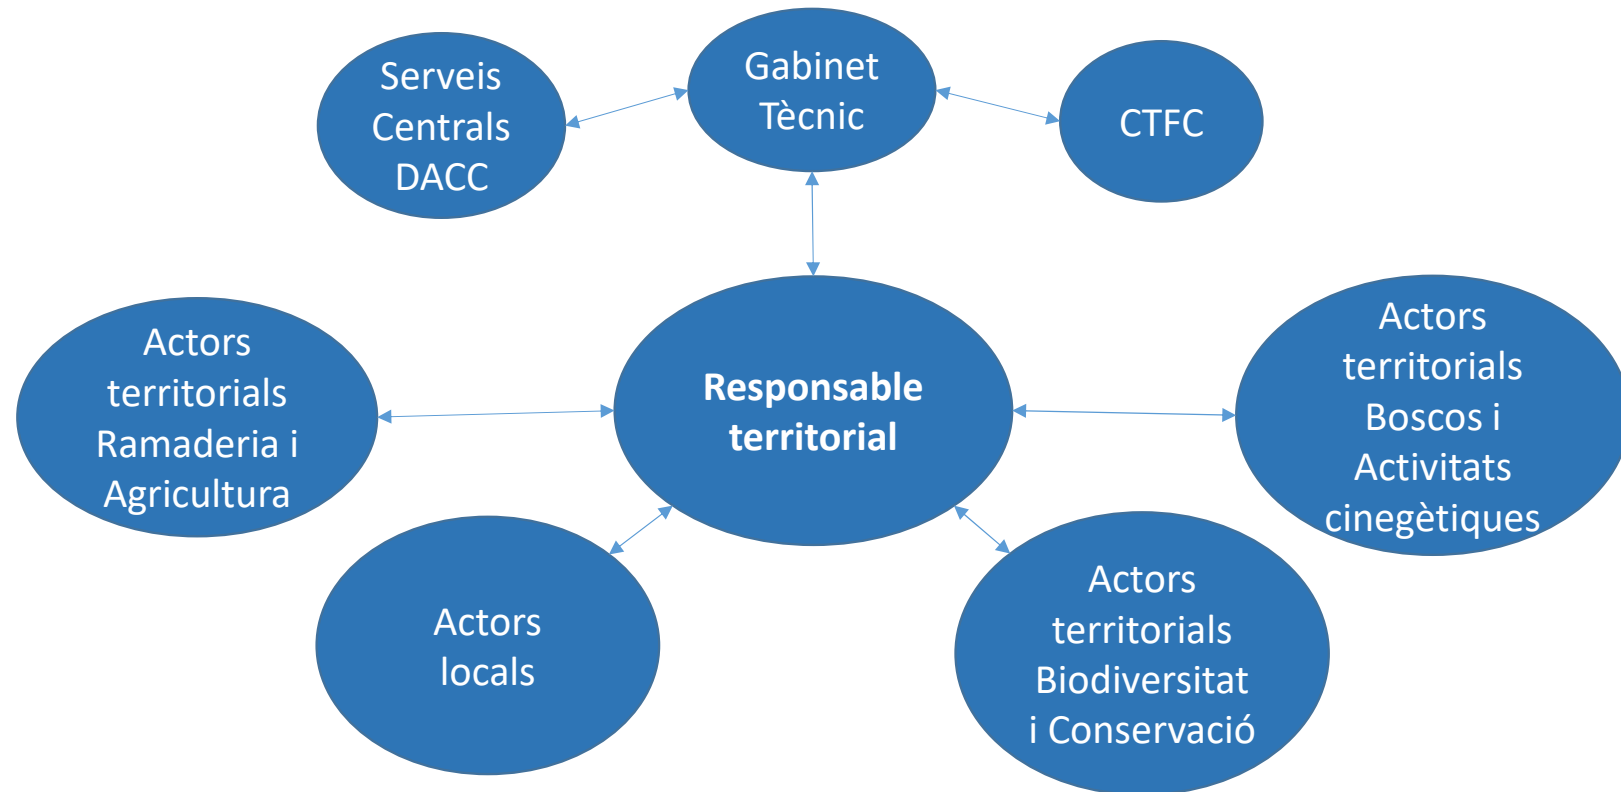 Serveis
Centrals
DACC
Gabinet
Tècnic
CTFC
Actors
territorials
Ramaderia i
Agricultura
Responsable
territorial
Actors
territorials
Boscos i
Activitats
cinegètiques
Actors
locals
Actors
territorials
Biodiversitat
i Conservació